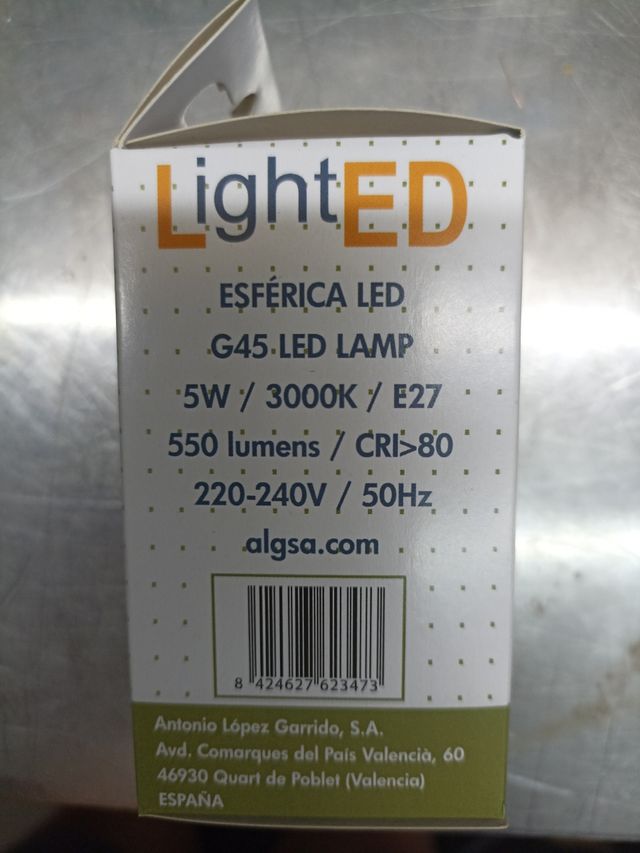 LightED
ESFÉRICA LED
G45 LED LAMP
5W / 3000K / E27
550 lumens / CRI>80
220-240V / 50Hz
algsa.com
8 424627 623473
Antonio López Garrido, S.A.
Avd. Comarques del País Valencià, 60
46930 Quart de Poblet (Valencia)
ESPAÑA